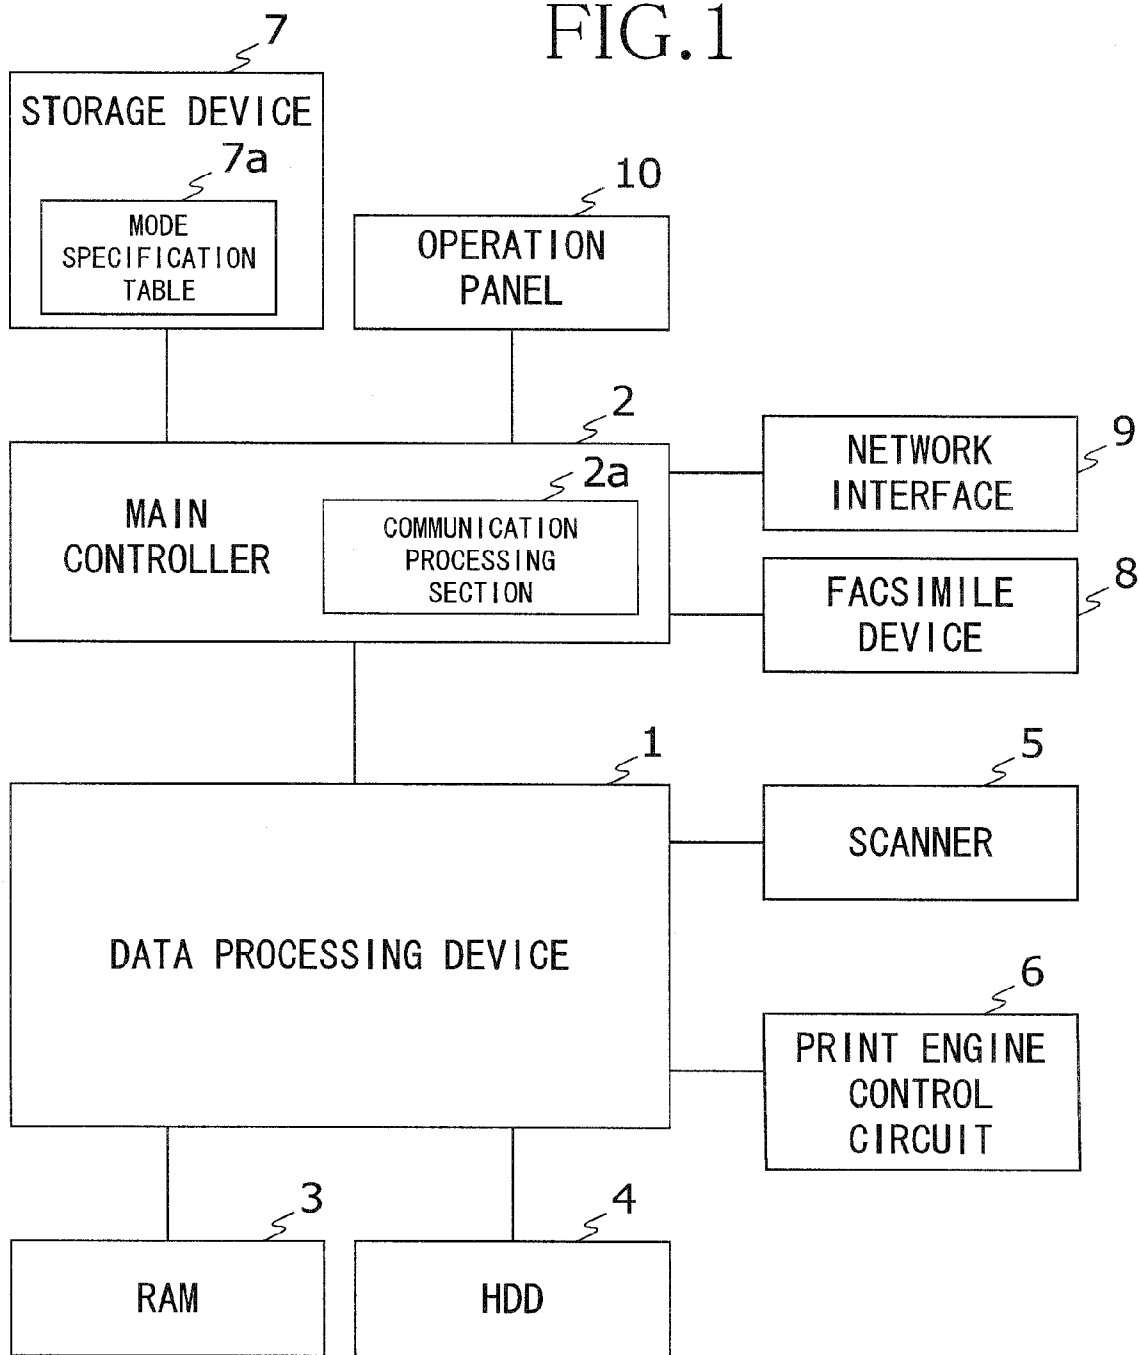 FIG.1
7
STORAGE DEVICE
7a
MODE
SPECIFICATION
TABLE
10
OPERATION
PANEL
2
MAIN
CONTROLLER
2a
COMMUNICATION
PROCESSING
SECTION
9
NETWORK
INTERFACE
8
FACSIMILE
DEVICE
1
DATA PROCESSING DEVICE
5
SCANNER
6
PRINT ENGINE
CONTROL
CIRCUIT
3
RAM
4
HDD